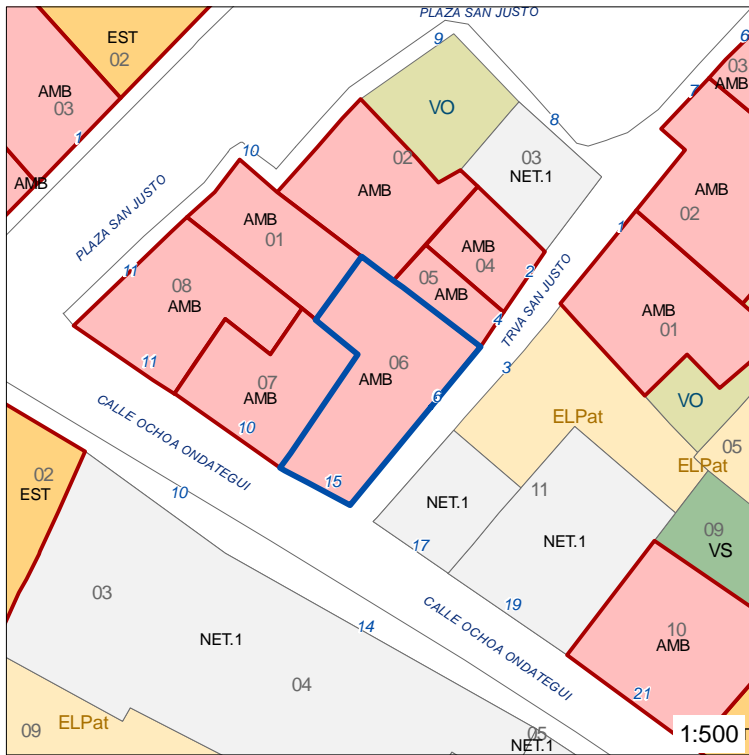 PLAZA SAN JUSTO
EST
02
9
6
03
AMB
AMB
03
7
VO
8
1
10
02
AMB
03
NET.1
AMB
AMB
02
PLAZA SAN JUSTO
AMB
01
1
AMB
04
11
05
AMB
2
08
AMB
TRVA SAN JUSTO
AMB
01
4
11
06
AMB
3
07
AMB
6
VO
CALLE OCHOA ONDATEGUI
10
ELPat
05
ELPat
02
EST
10
15
NET.1
11
NET.1
09
VS
17
03
19
CALLE OCHOA ONDATEGUI
14
10
AMB
NET.1
04
21
09
ELPat
05
NET.1
1:500